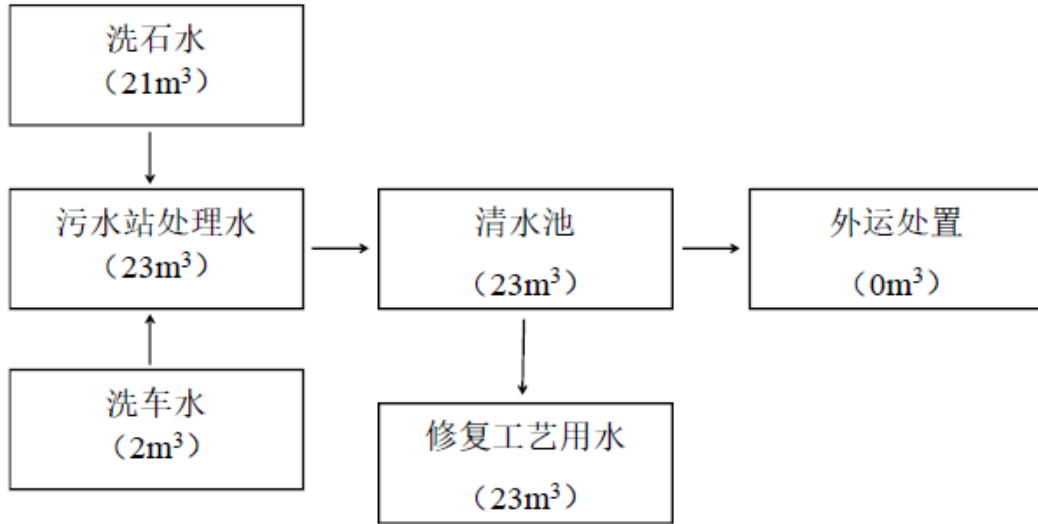 洗石水
（21m³）
污水站处理水
（23m³）
清水池
（23m³）
外运处置
（0m³）
洗车水
（2m³）
修复工艺用水
（23m³）